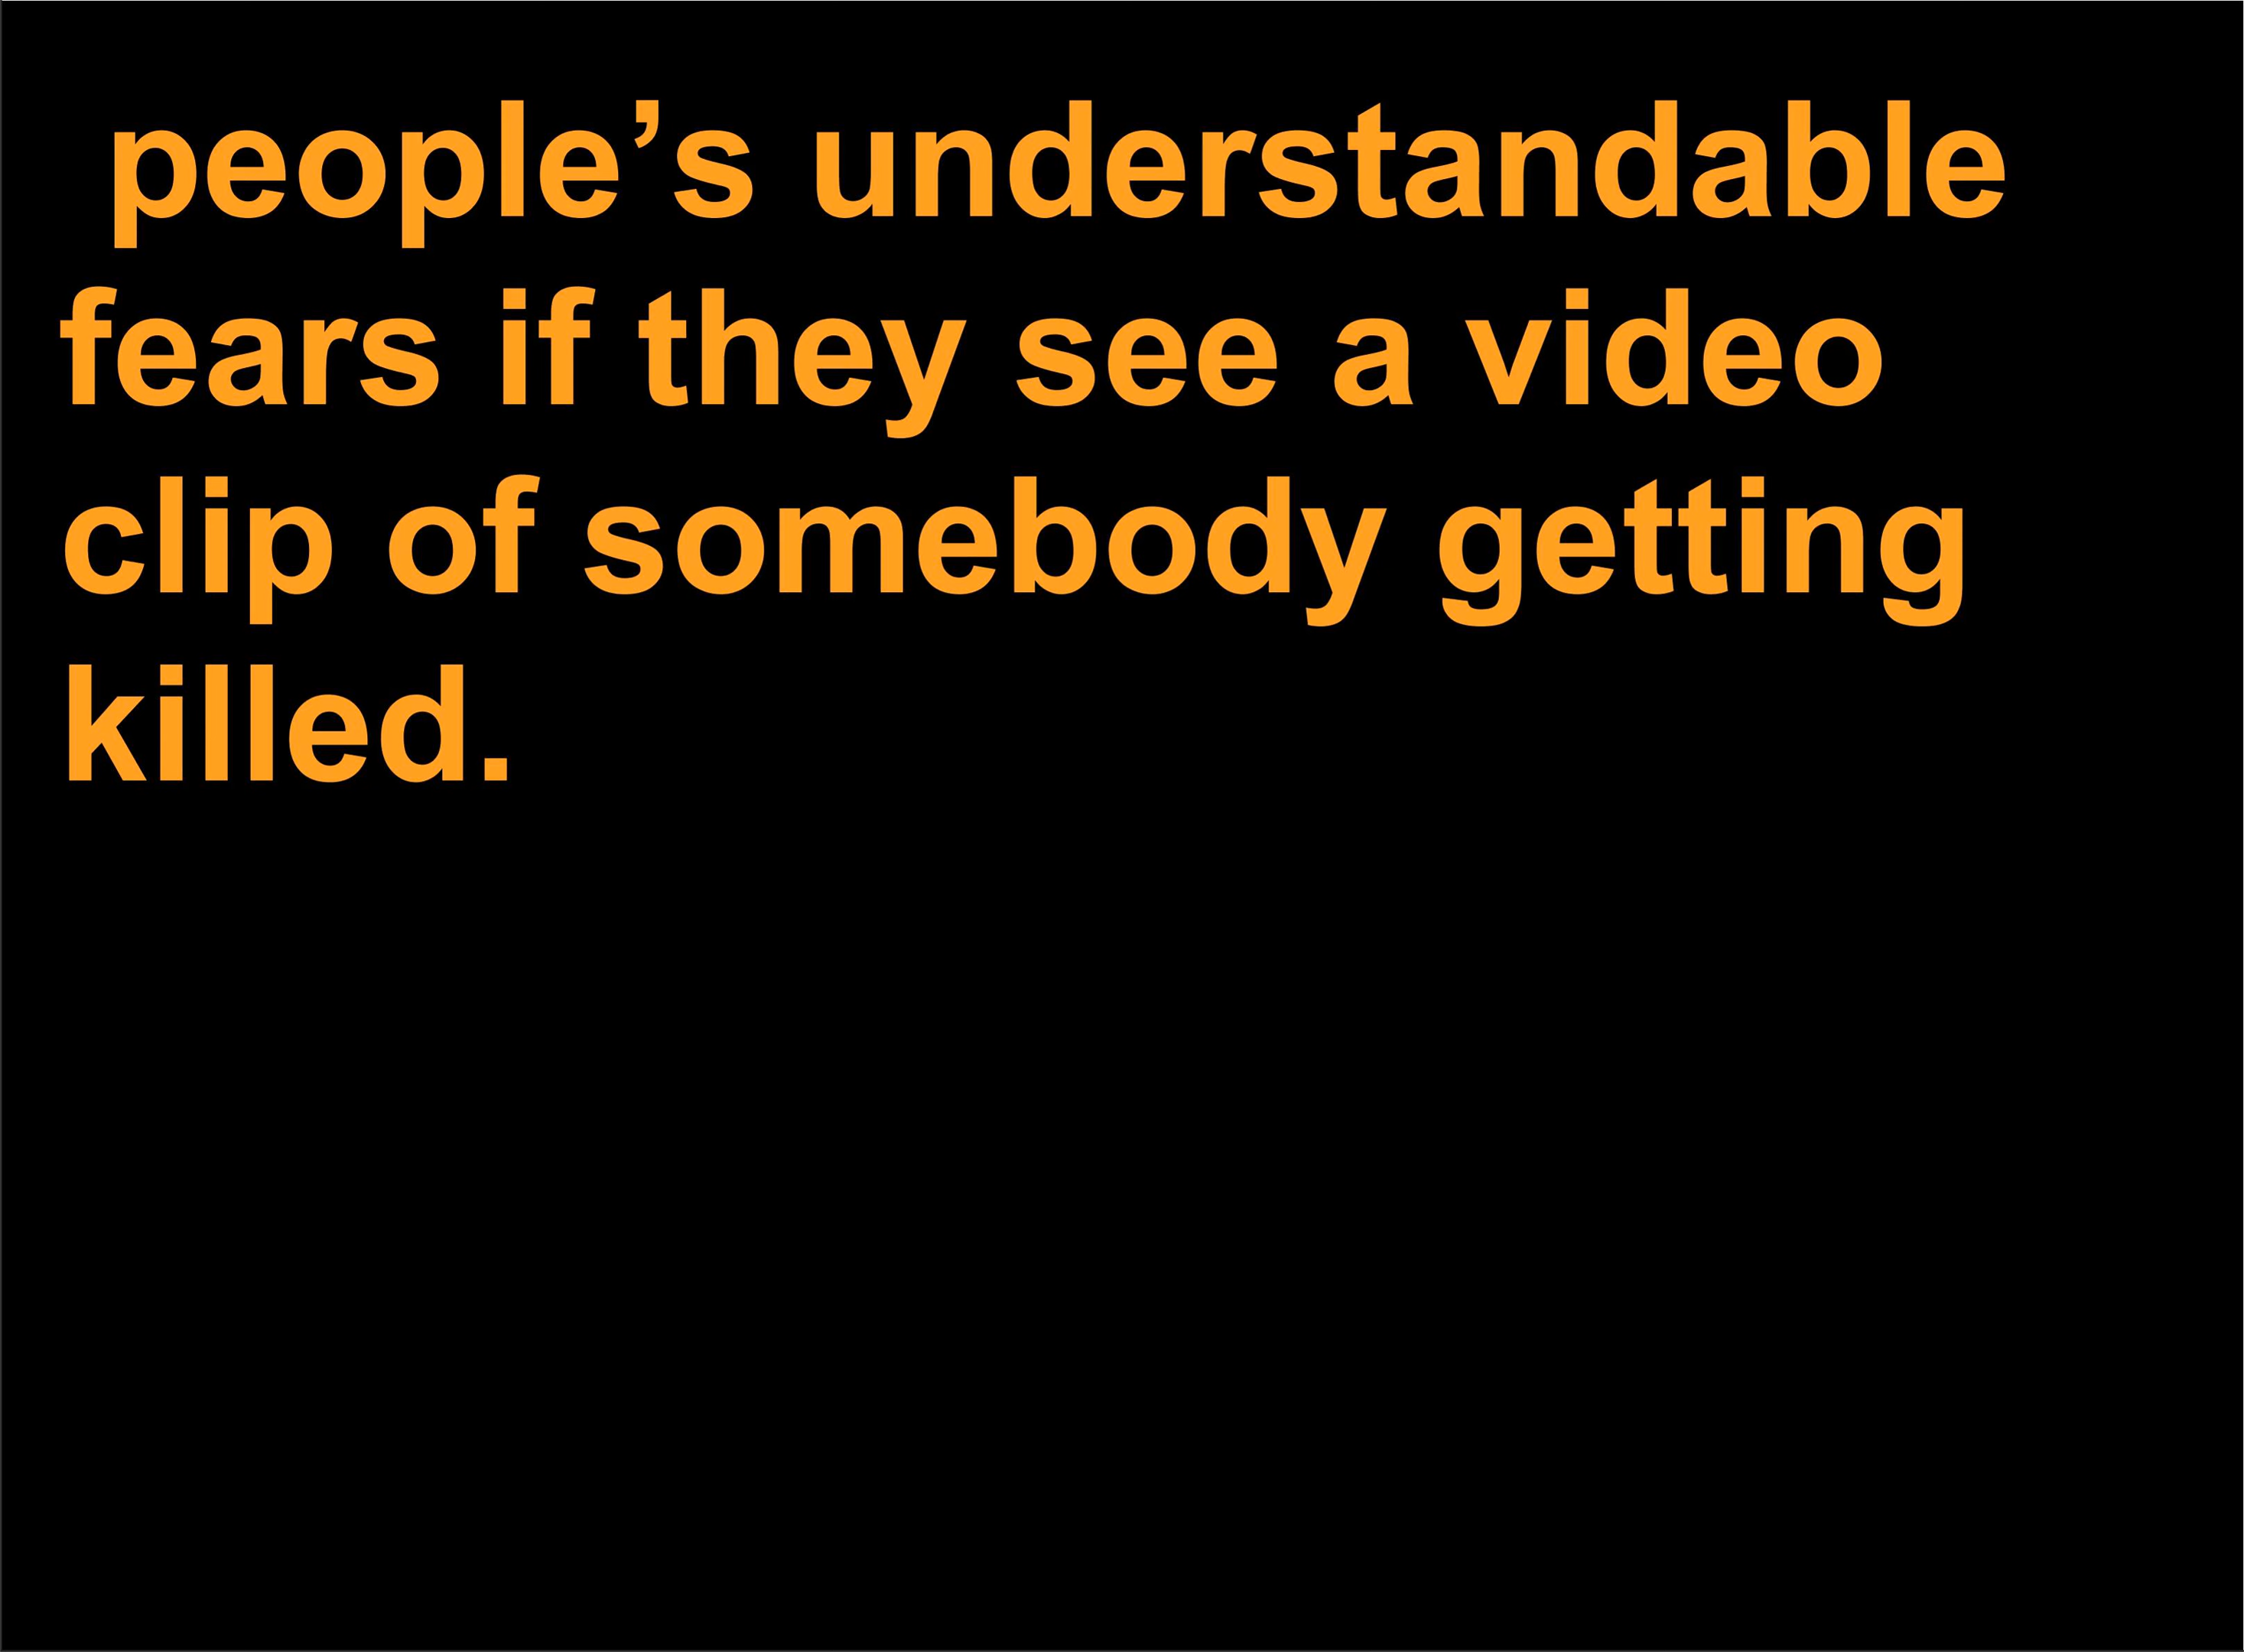 people’s understandable
fears if they see a video
clip of somebody getting
killed.